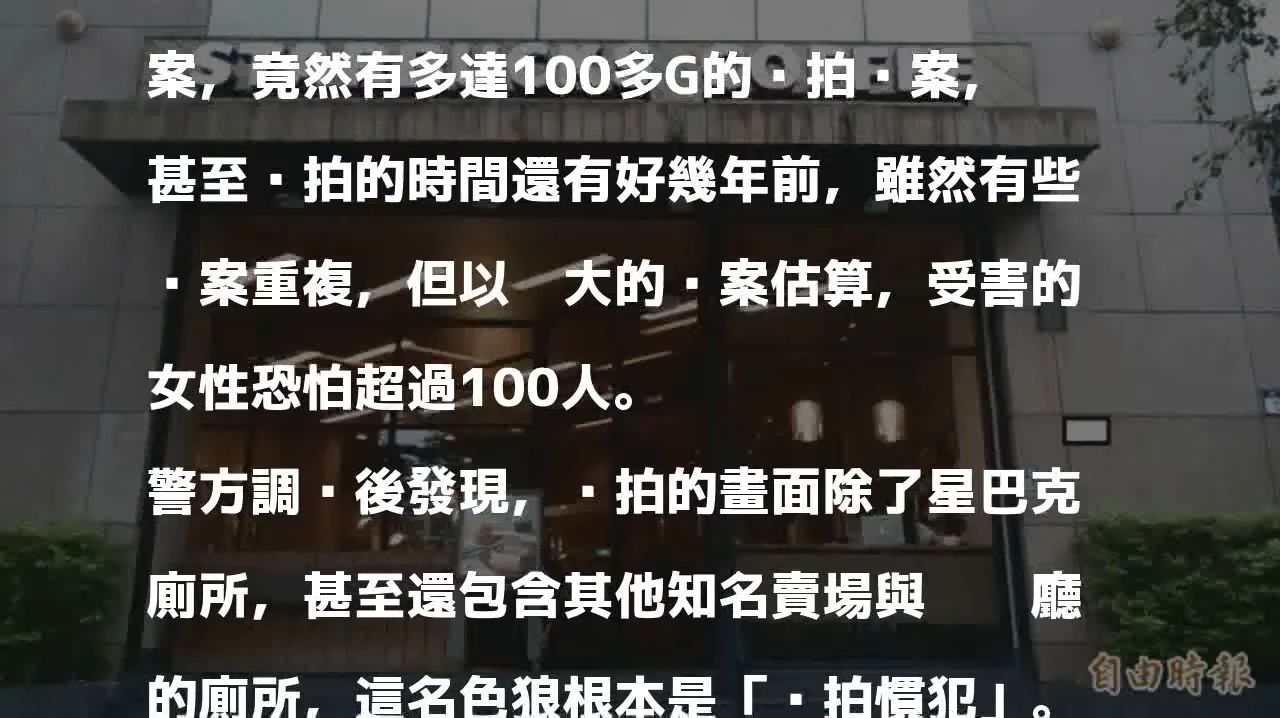 案，竟然有多達100多G的·拍·案，
甚至·拍的時間還有好幾年前，雖然有些
·案重複，但以 大的·案估算，受害的
女性恐怕超過100人。
警方調·後發現，·拍的畫面除了星巴克
廁所，甚至還包含其他知名賣場與 廳
的廁所，這名色狼根本是「·拍慣犯」。
自由時報